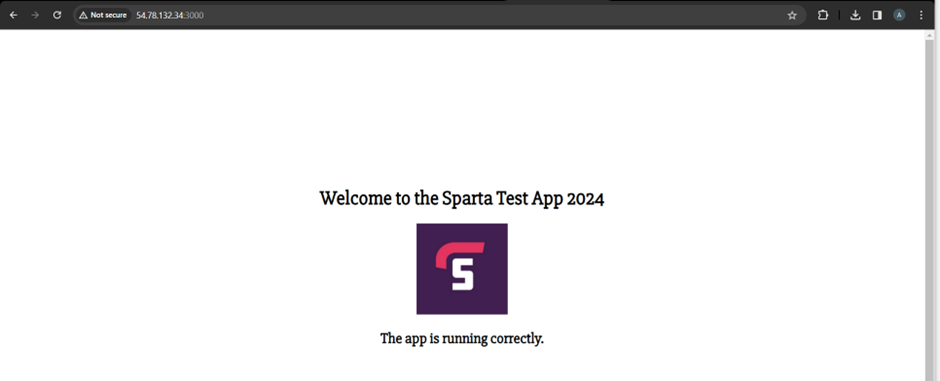 Not secure 54.78.132.34:3000
A
Welcome to the Sparta Test App 2024
S
The app is running correctly.